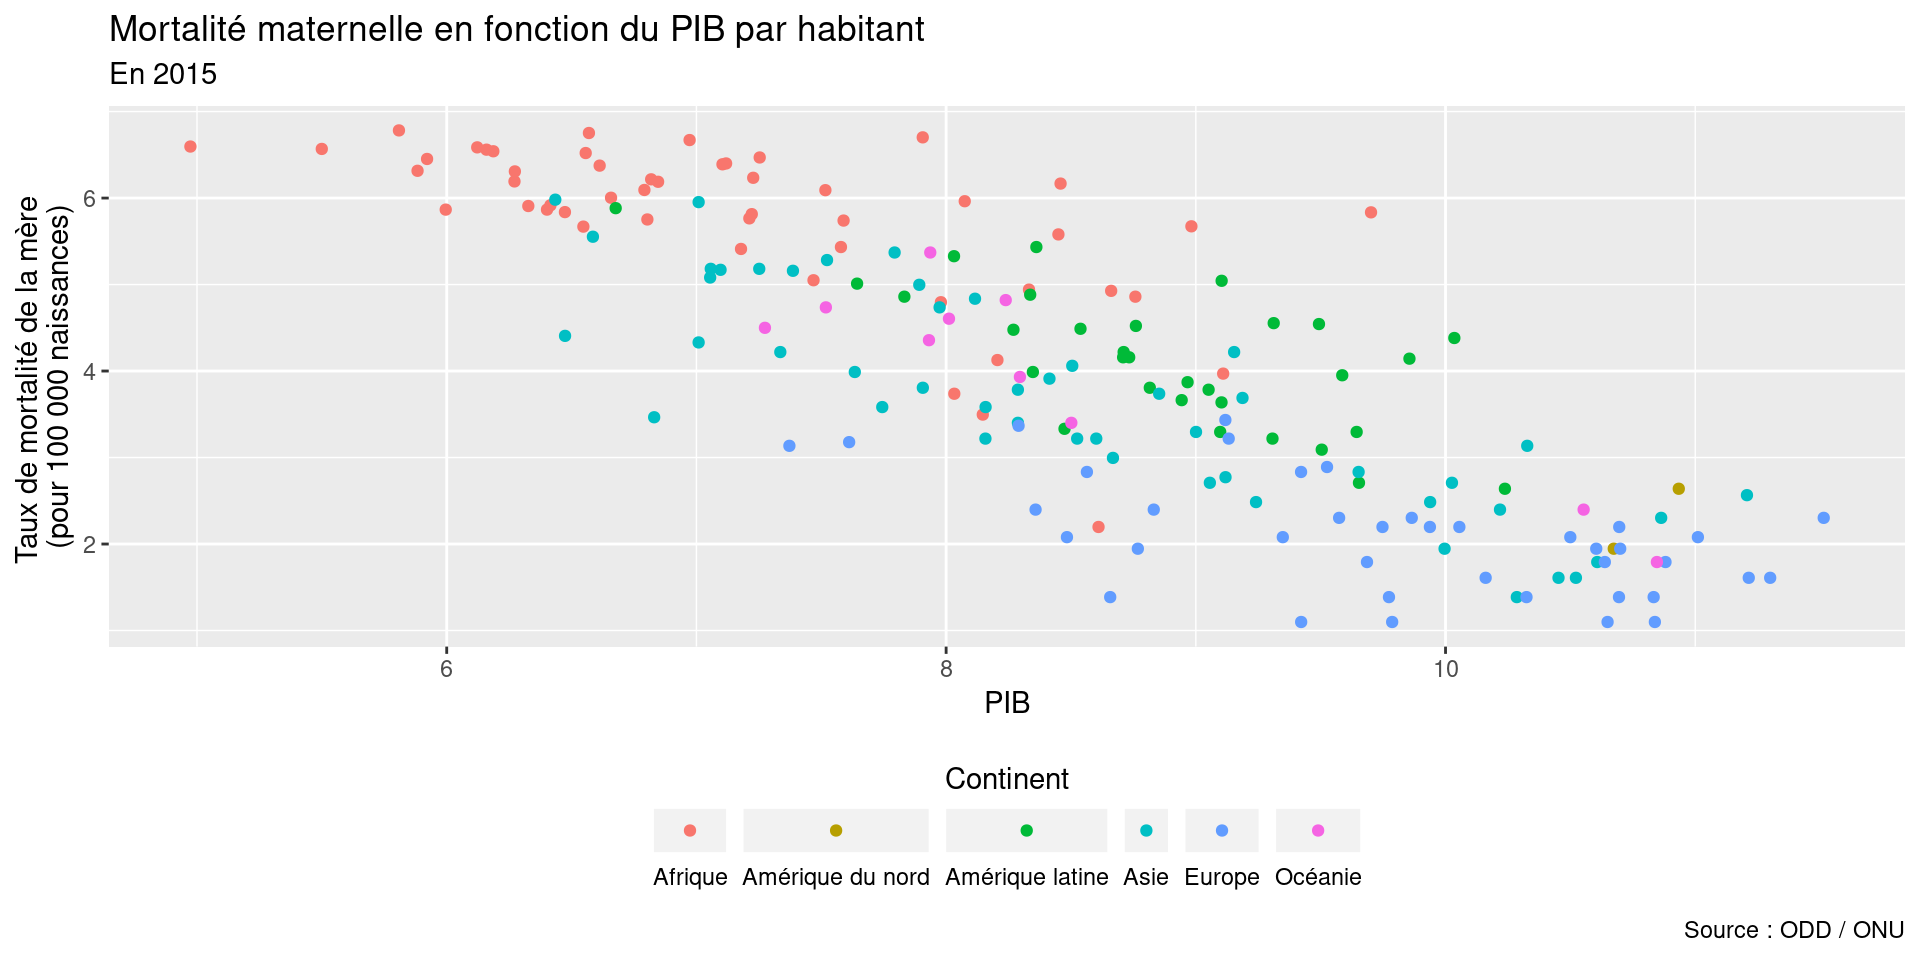 Mortalité maternelle en fonction du PIB par habitant
En 2015
Taux de mortalité de la mère
(pour 100 000 naissances)
6
4
2
6 8 10
PIB
Continent
Afrique Amérique du nord Amérique latine Asie Europe Océanie
Source : ODD / ONU